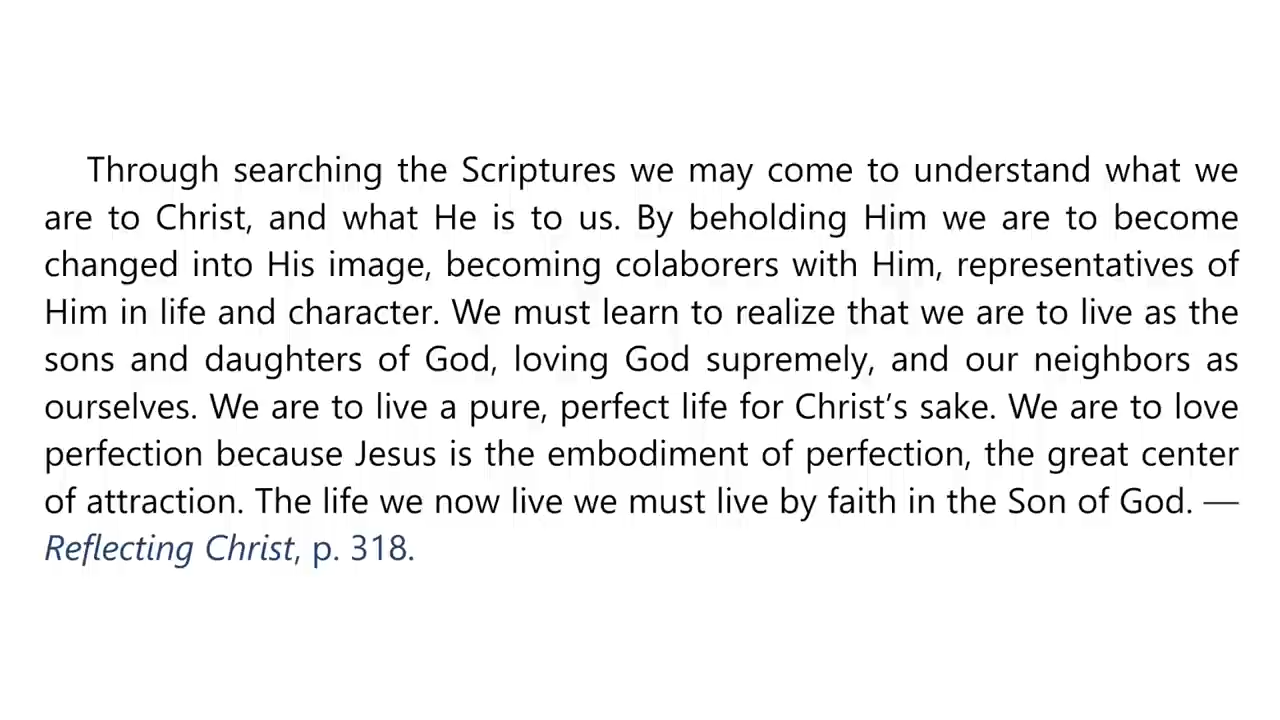 Through searching the Scriptures we may come to understand what we
are to Christ, and what He is to us. By beholding Him we are to become
changed into His image, becoming colaborers with Him, representatives of
Him in life and character. We must learn to realize that we are to live as the
sons and daughters of God, loving God supremely, and our neighbors as
ourselves. We are to live a pure, perfect life for Christ‘s sake. We are to love
perfection because Jesus is the embodiment of perfection, the great center
of attraction. The life we now live we must live by faith in the Son of God. —
Reflecting Christ, p. 318.